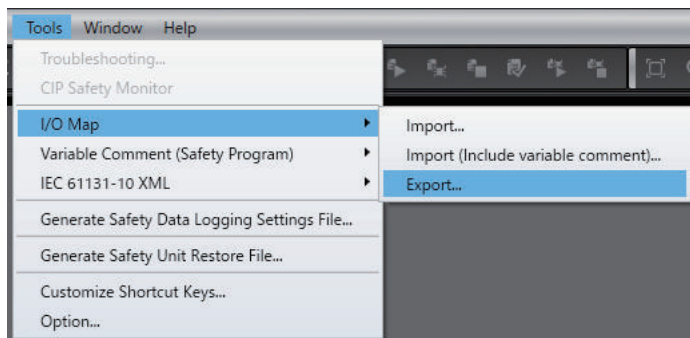 Tools Window Help
Troubleshooting...
CIP Safety Monitor
I/O Map
Import...
Variable Comment (Safety Program)
Import (Include variable comment)...
IEC 61131-10 XML
Export...
Generate Safety Data Logging Settings File...
Generate Safety Unit Restore File...
Customize Shortcut Keys...
Option...